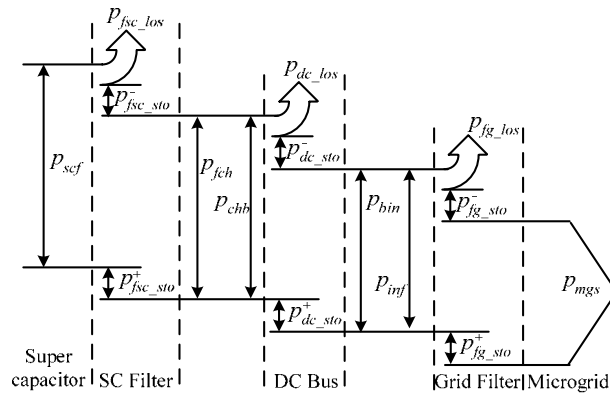 p_fsc_los
p_dc_los
p_fg_los
p^-_fsc_sto
p^-_dc_sto
p^-_fg_sto
p_scf
p_fch
p_chb
p_bin
p_inf
p_mgs
p^+_fsc_sto
p^+_dc_sto
p^+_fg_sto
Super
capacitor
SC Filter
DC Bus
Grid Filter
Microgrid